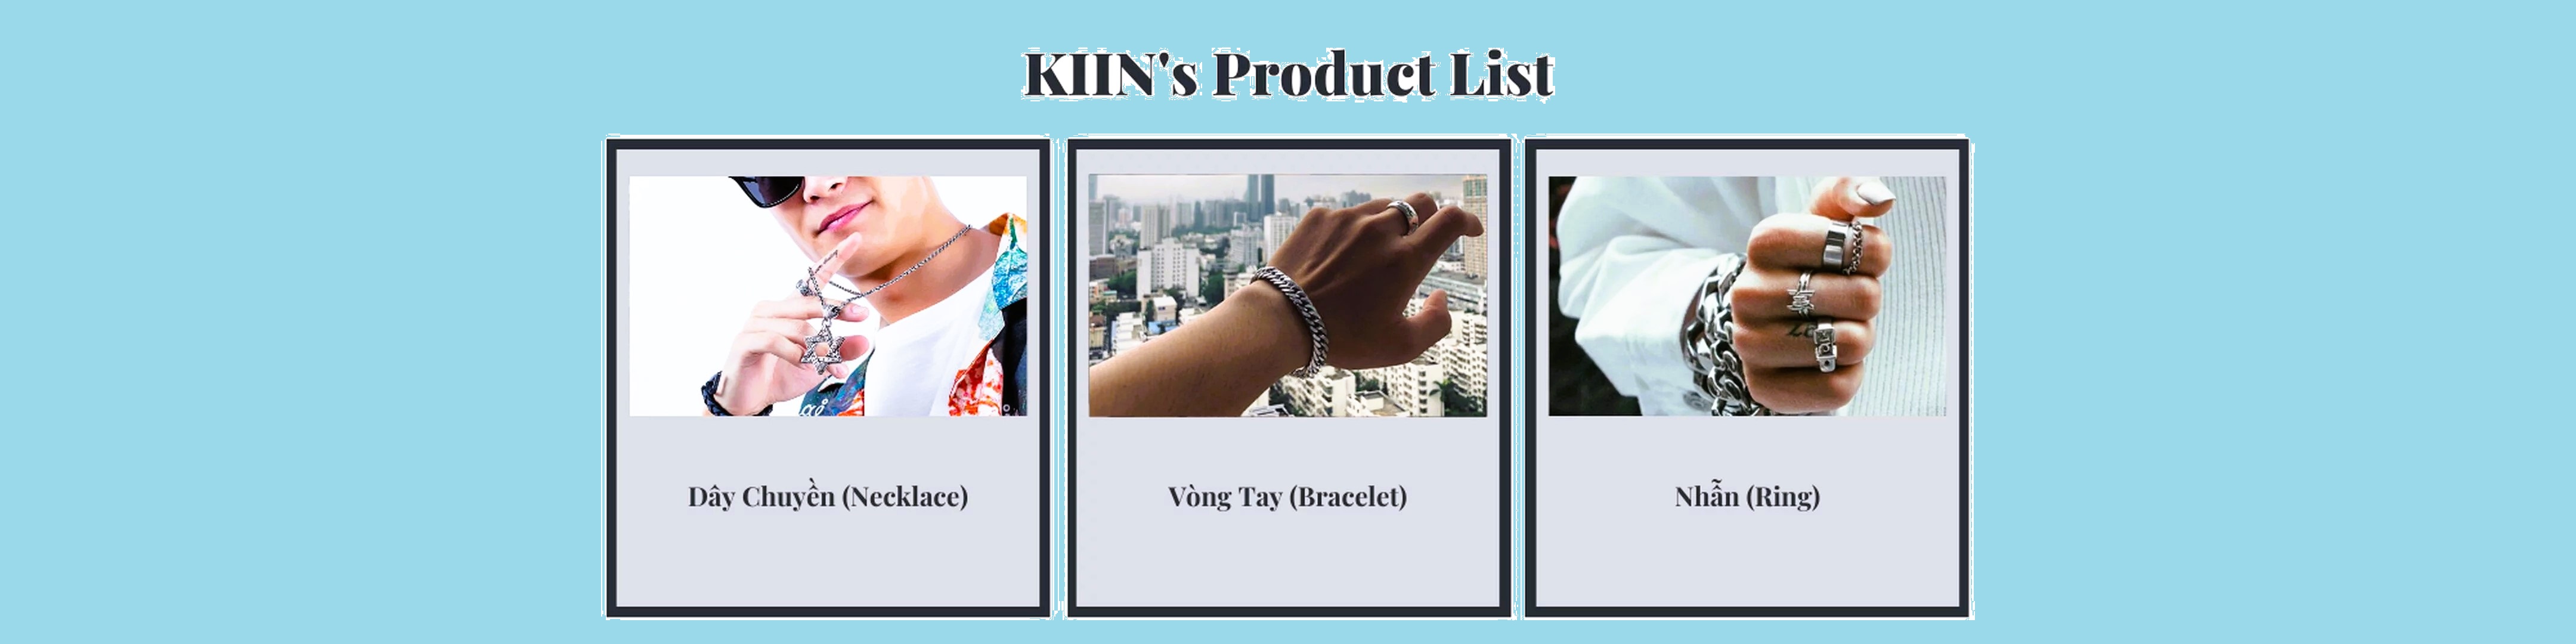 KIIN's Product List
Dây Chuyền (Necklace)
Vòng Tay (Bracelet)
Nhẫn (Ring)